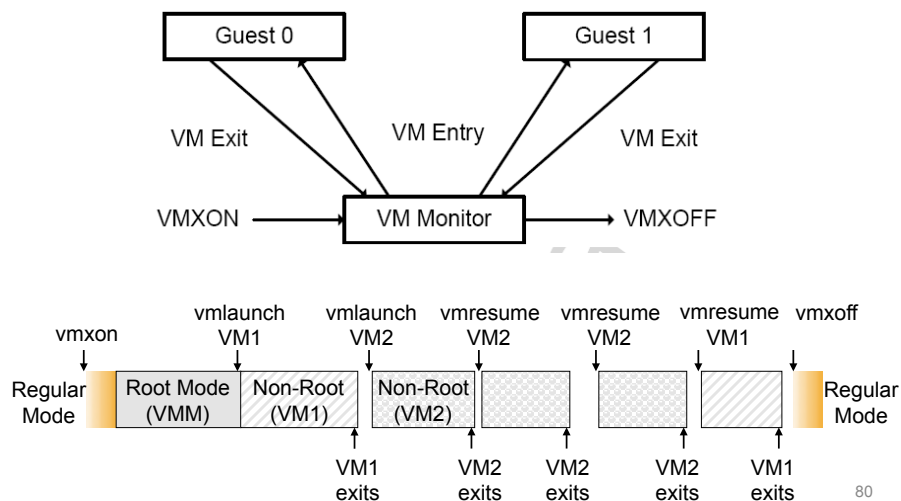 Guest 0
Guest 1
VM Exit
VM Entry
VM Exit
VMXON
VM Monitor
VMXOFF
vmxon
vmlaunch
VM1
vmlaunch
VM2
vmresume
VM2
vmresume
VM2
vmresume
VM1
vmxoff
Regular
Mode
Root Mode
(VMM)
Non-Root
(VM1)
Non-Root
(VM2)
Regular
Mode
VM1
exits
VM2
exits
VM2
exits
VM2
exits
VM1
exits
80